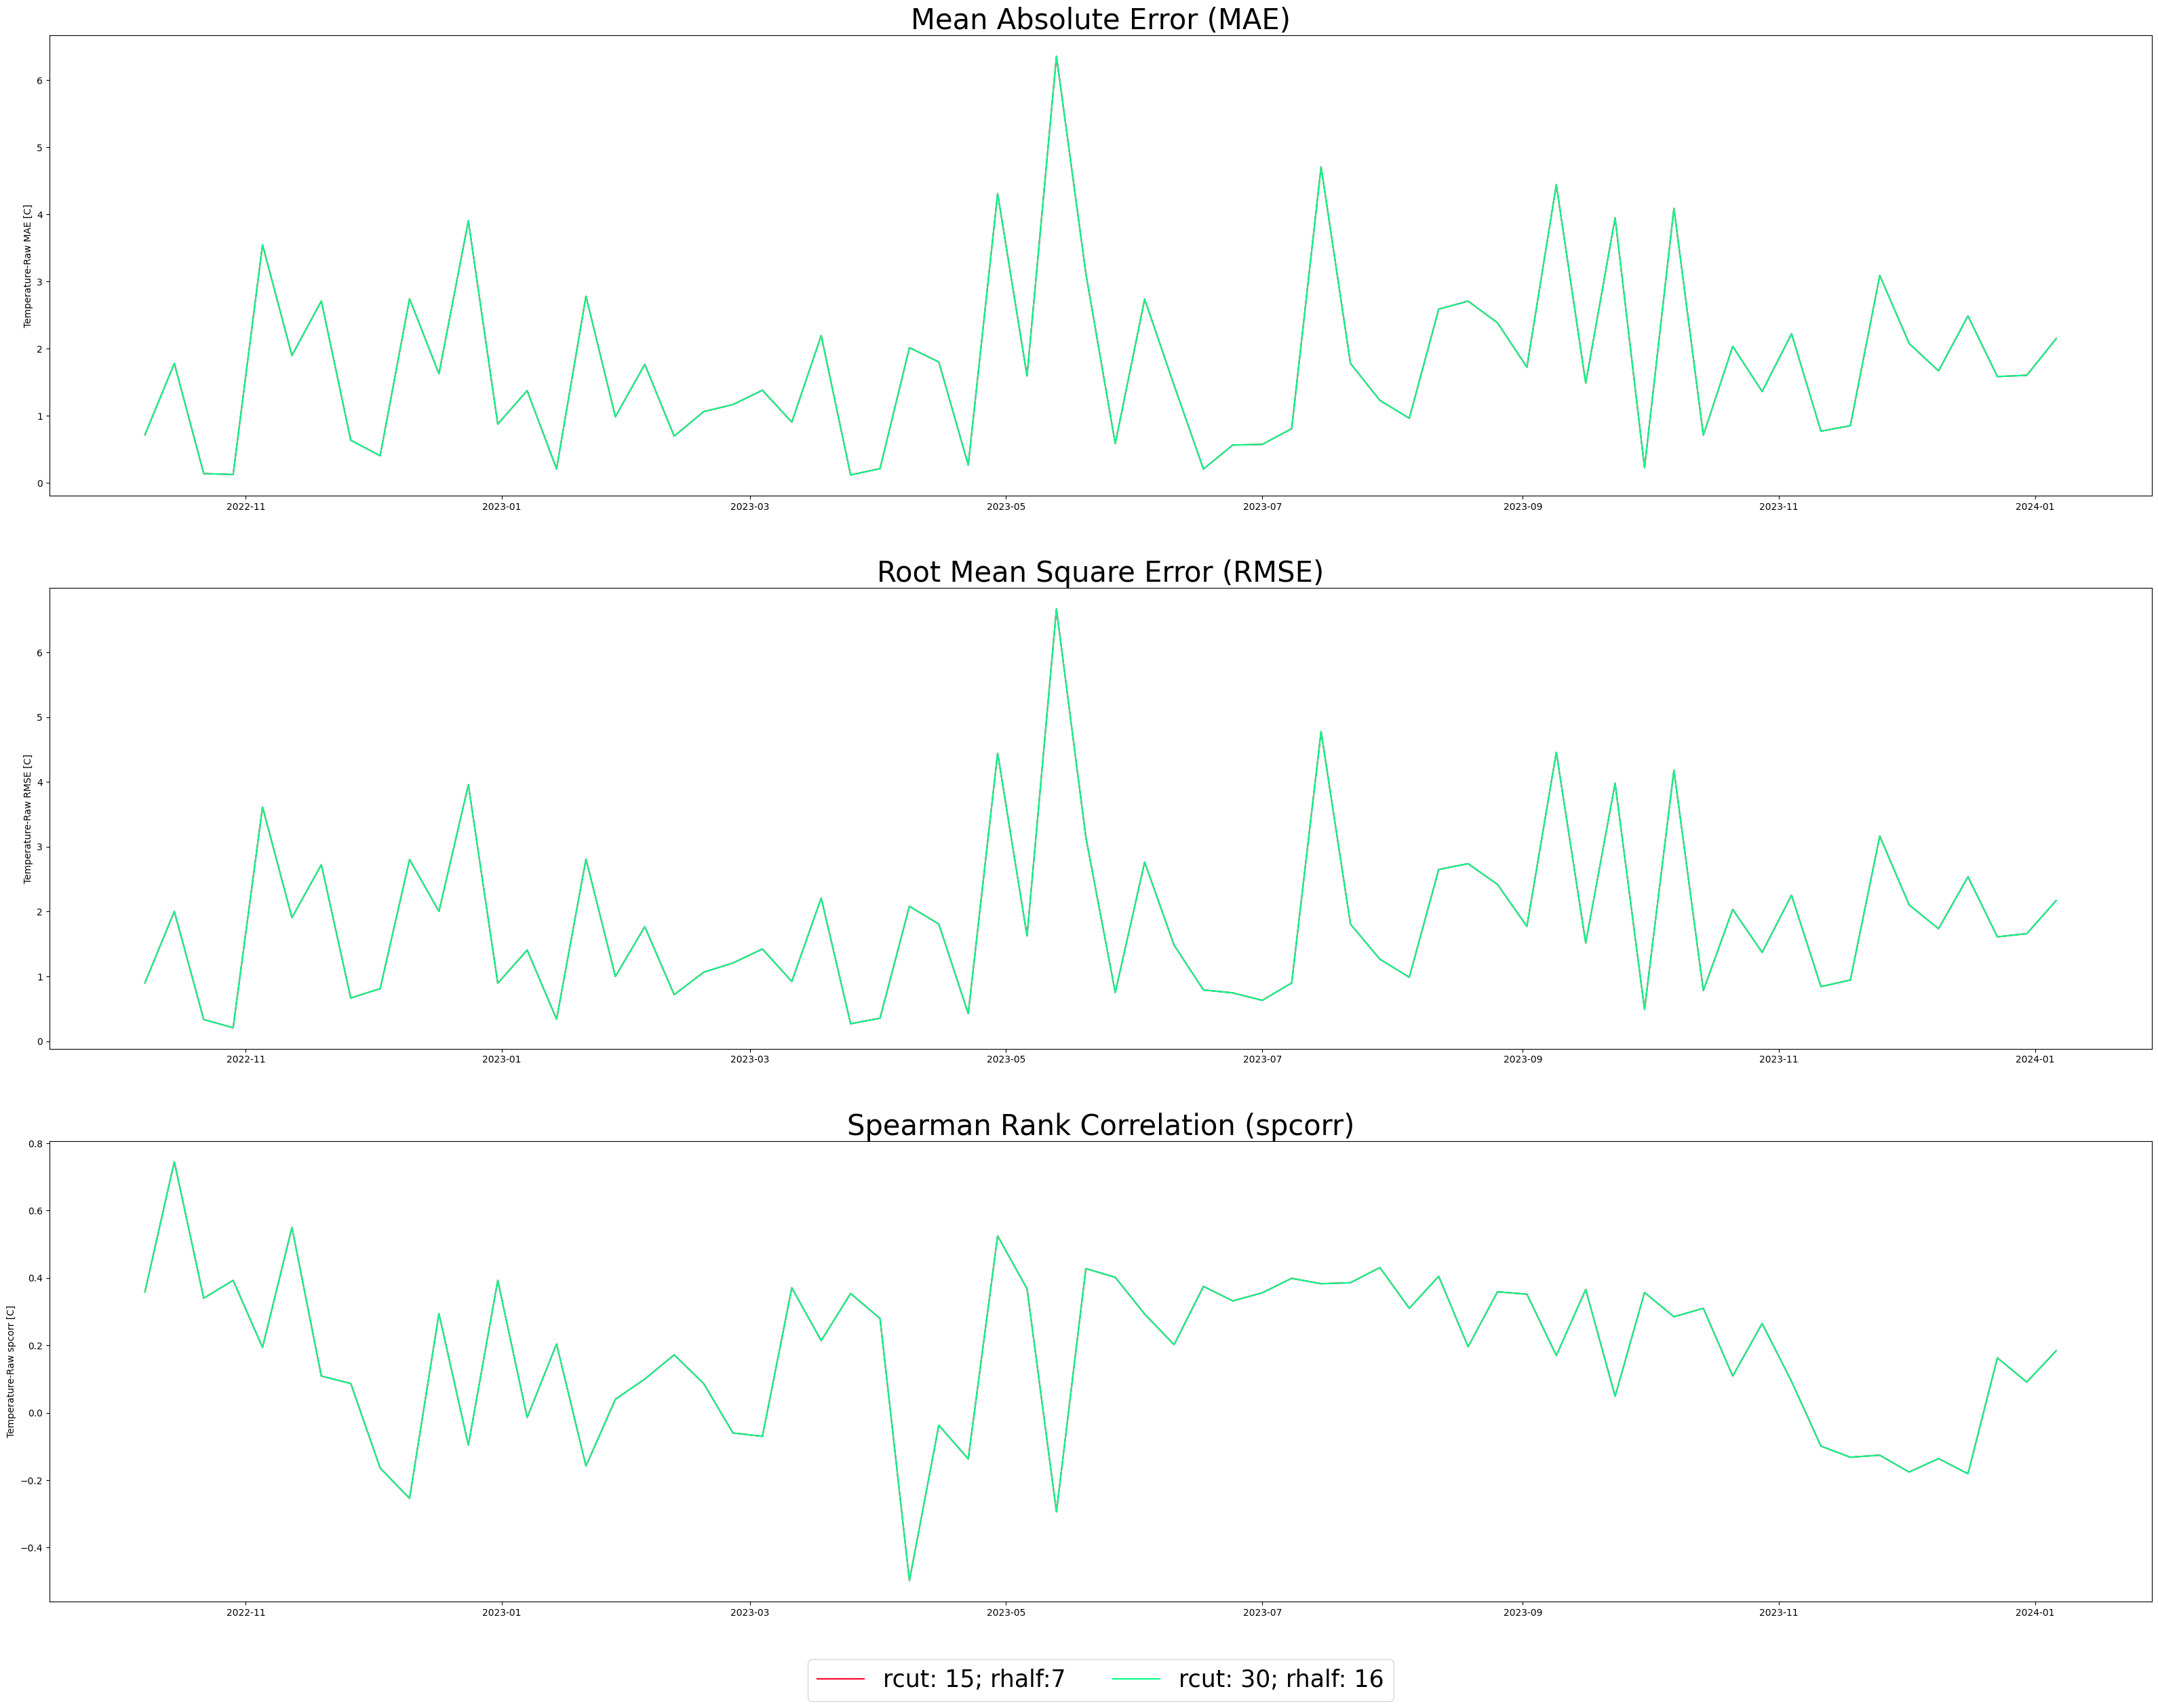 Mean Absolute Error (MAE)
Temperature-Raw MAE [C]
6
5
4
3
2
1
0
2022-11 2023-01 2023-03 2023-05 2023-07 2023-09 2023-11 2024-01
Root Mean Square Error (RMSE)
Temperature-Raw RMSE [C]
6
5
4
3
2
1
0
2022-11 2023-01 2023-03 2023-05 2023-07 2023-09 2023-11 2024-01
Spearman Rank Correlation (spcorr)
Temperature-Raw spcorr [C]
0.8
0.6
0.4
0.2
0.0
−0.2
−0.4
2022-11 2023-01 2023-03 2023-05 2023-07 2023-09 2023-11 2024-01
rcut: 15; rhalf:7 rcut: 30; rhalf: 16